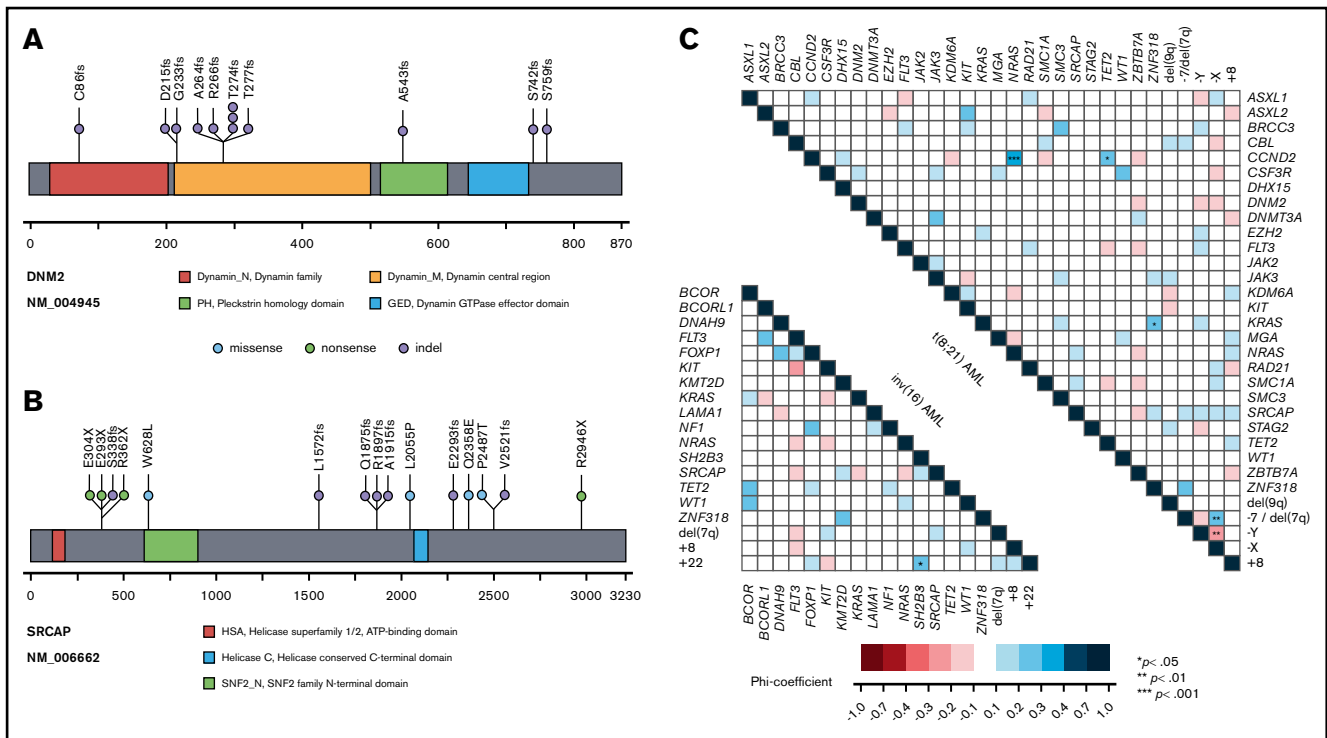 A
C86fs
D215fs
G233fs
A264fs
R266fs
T274fs
T277fs
A543fs
S742fs
S759fs
0 200 400 600 800 870
DNM2
NM_004945
Dynamin_N, Dynamin family
Dynamin_M, Dynamin central region
PH, Pleckstrin homology domain
GED, Dynamin GTPase effector domain
missense nonsense indel
B
E304X
E293X
S338fs
R362X
W628L
L1572fs
Q1875fs
R1897fs
A1915fs
L2055P
E2293fs
Q2358E
P2487T
V2521fs
R2946X
0 500 1000 1500 2000 2500 3000 3230
SRCAP
NM_006662
HSA, Helicase superfamily 1/2, ATP-binding domain
Helicase C, Helicase conserved C-terminal domain
SNF2_N, SNF2 family N-terminal domain
C
ASXL1
ASXL2
BRCC3
CBL
CCND2
CSF3R
DHX15
DNM2
DNMT3A
EZH2
FLT3
JAK2
JAK3
KDM6A
KIT
KRAS
MGA
NRAS
RAD21
SMC1A
SMC3
SRCAP
STAG2
TET2
WT1
ZBTB7A
ZNF318
del(9q)
-7/del(7q)
-Y
-X
+8
ASXL1
ASXL2
BRCC3
CBL
CCND2
CSF3R
DHX15
DNM2
DNMT3A
EZH2
FLT3
JAK2
JAK3
KDM6A
KIT
KRAS
MGA
NRAS
RAD21
SMC1A
SMC3
SRCAP
STAG2
TET2
WT1
ZBTB7A
ZNF318
del(9q)
-7 / del(7q)
-Y
-X
+8
***
*
*
**
**
*
t(8;21) AML
inv(16) AML
BCOR
BCORL1
DNAH9
FLT3
FOXP1
KIT
KMT2D
KRAS
LAMA1
NF1
NRAS
SH2B3
SRCAP
TET2
WT1
ZNF318
del(7q)
+8
+22
BCOR
BCORL1
DNAH9
FLT3
FOXP1
KIT
KMT2D
KRAS
LAMA1
NF1
NRAS
SH2B3
SRCAP
TET2
WT1
ZNF318
del(7q)
+8
+22
Phi-coefficient
-1.0 -0.7 -0.4 -0.3 -0.2 -0.1 0.1 0.2 0.3 0.4 0.7 1.0
*p< .05
** p< .01
*** p< .001